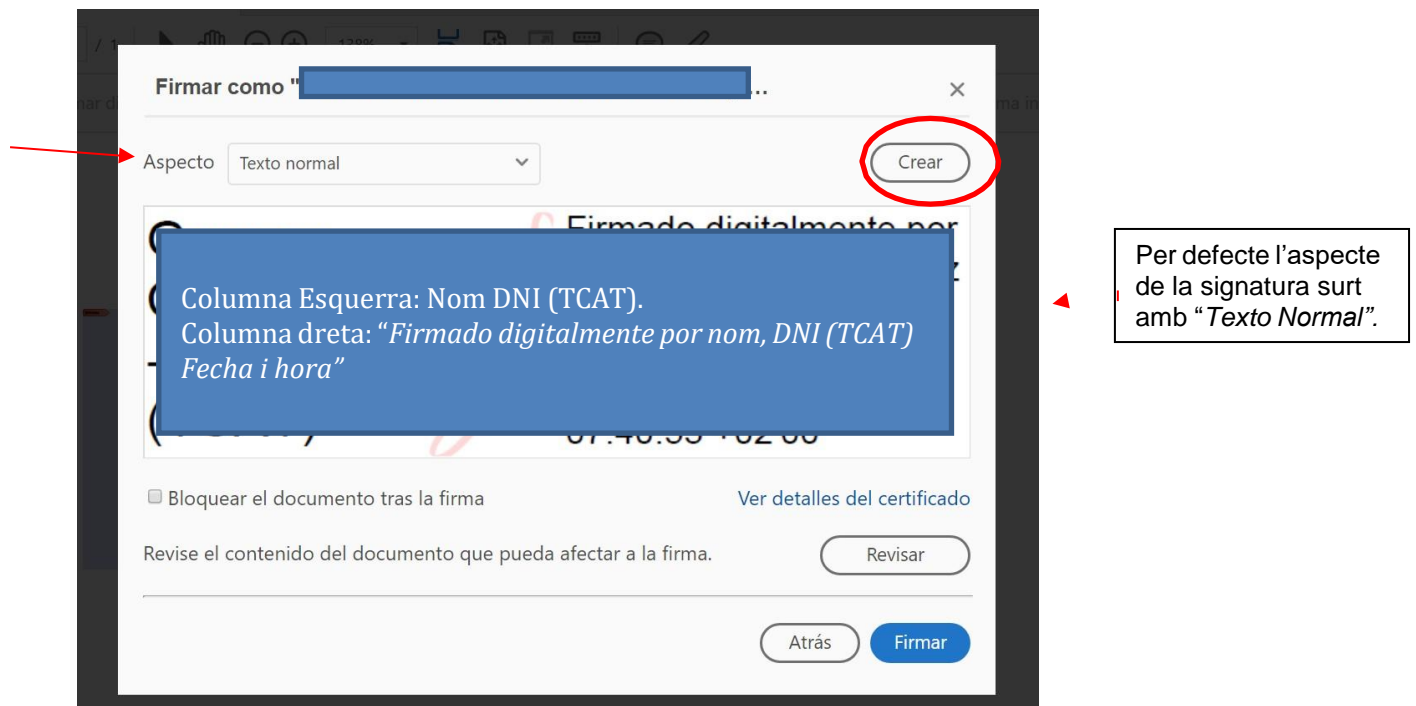 / 1
Firmar como "
...
Aspecto
Texto normal
Crear
Firmado digitalmente por
Columna Esquerra: Nom DNI (TCAT).
Columna dreta: “Firmado digitalmente por nom, DNI (TCAT)
Fecha i hora”
Bloquear el documento tras la firma
Ver detalles del certificado
Revise el contenido del documento que pueda afectar a la firma.
Revisar
Atrás
Firmar
Per defecte l’aspecte
de la signatura surt
amb “Texto Normal”.